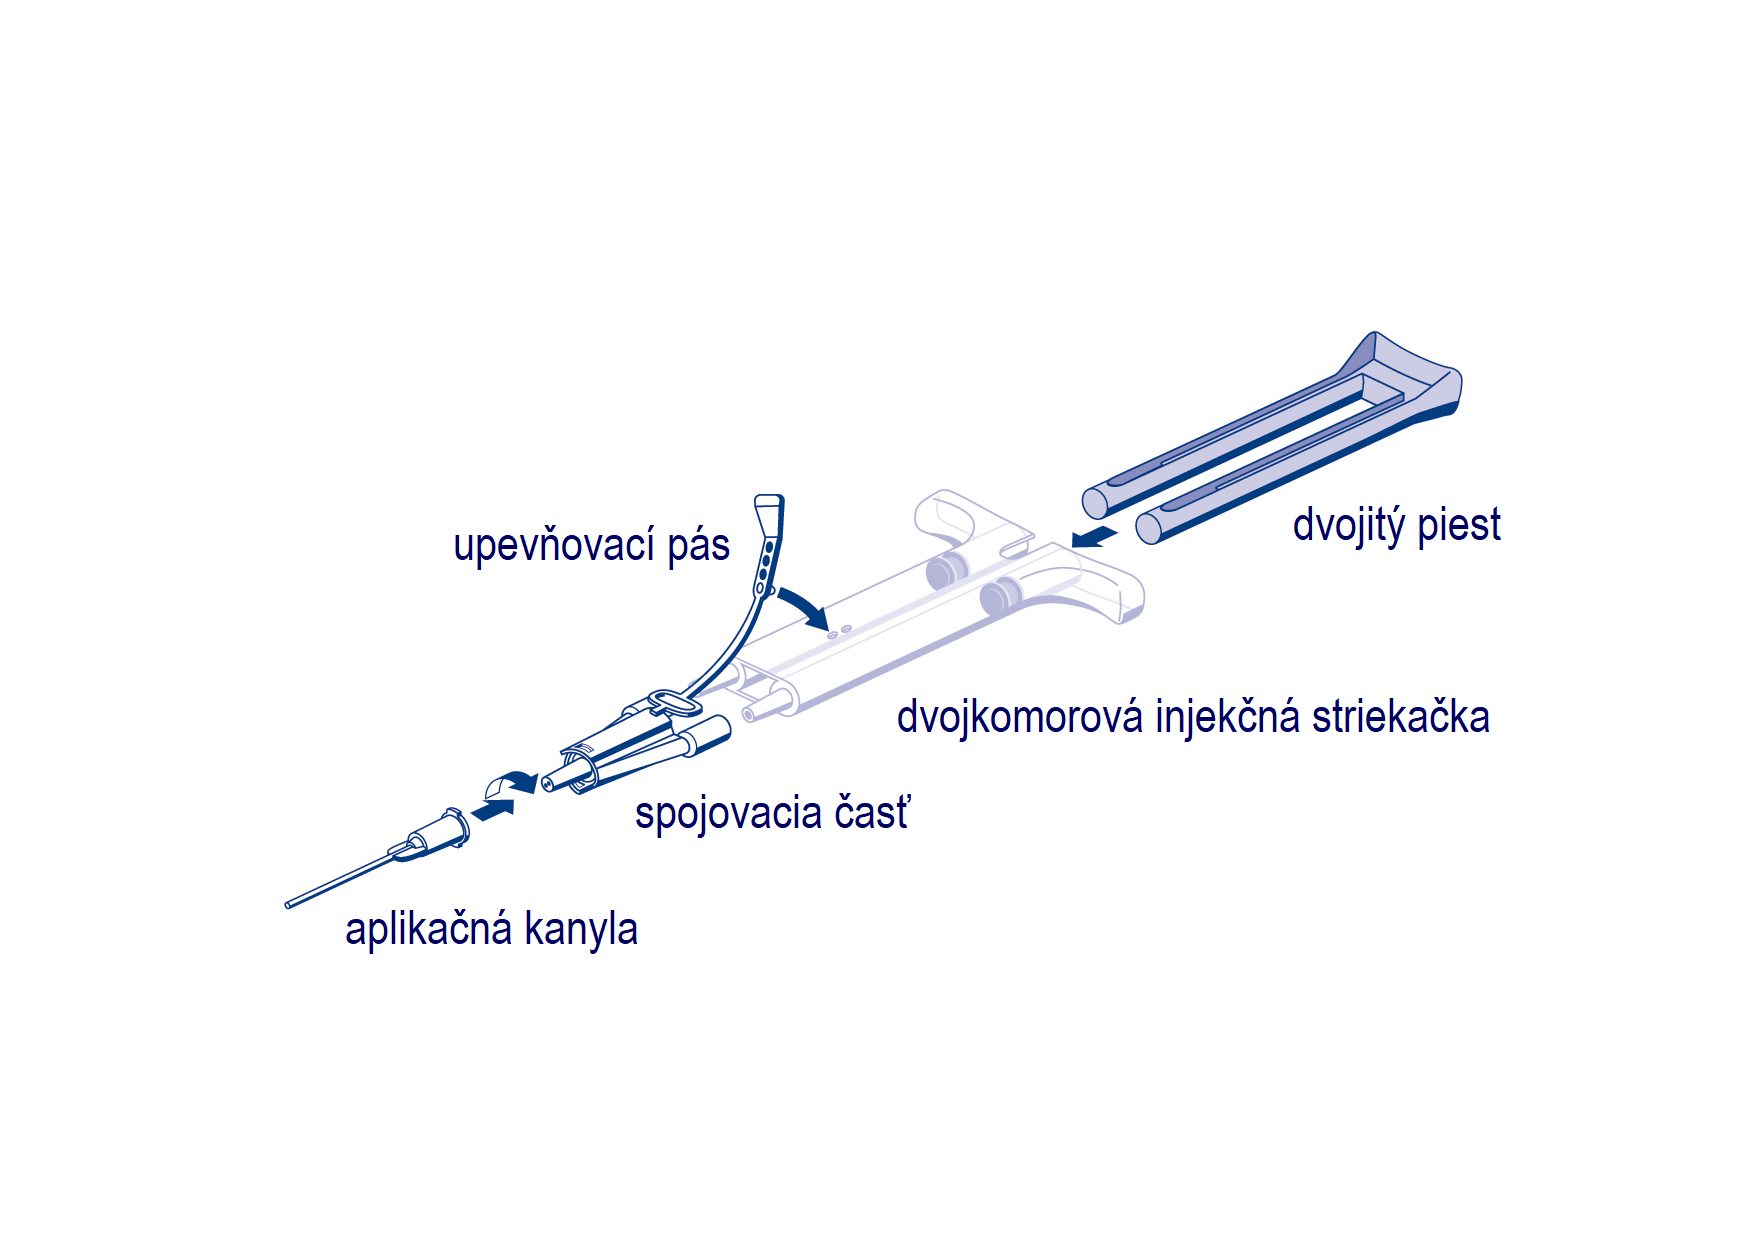 dvojitý piest
upevňovací pás
dvojkomorová injekčná striekačka
spojovacia časť
aplikačná kanyla